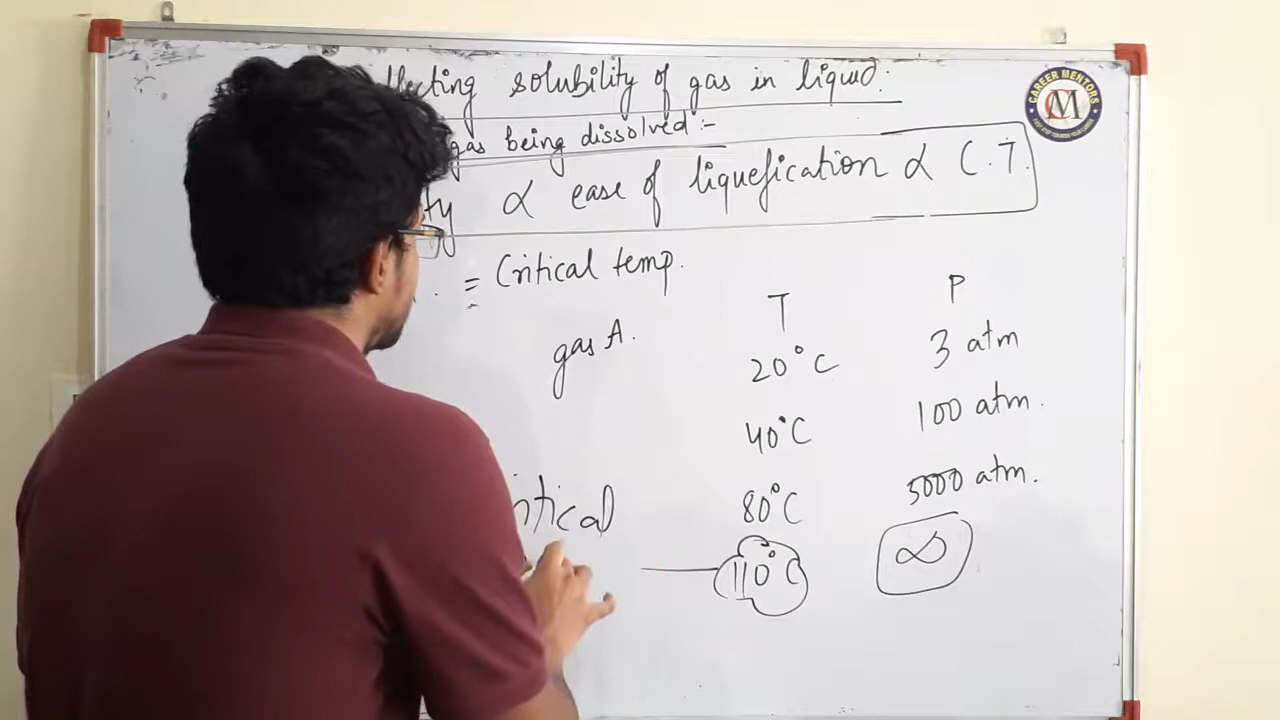 solubility of gas in liquid.
gas being dissolved :-
∝ ease of liquefication ∝ C.T.
= Critical temp.
gas A.
T P
20°C 3 atm
40°C 100 atm.
80°C 5000 atm.
110°C ∞
CAREER MENTORS
CM